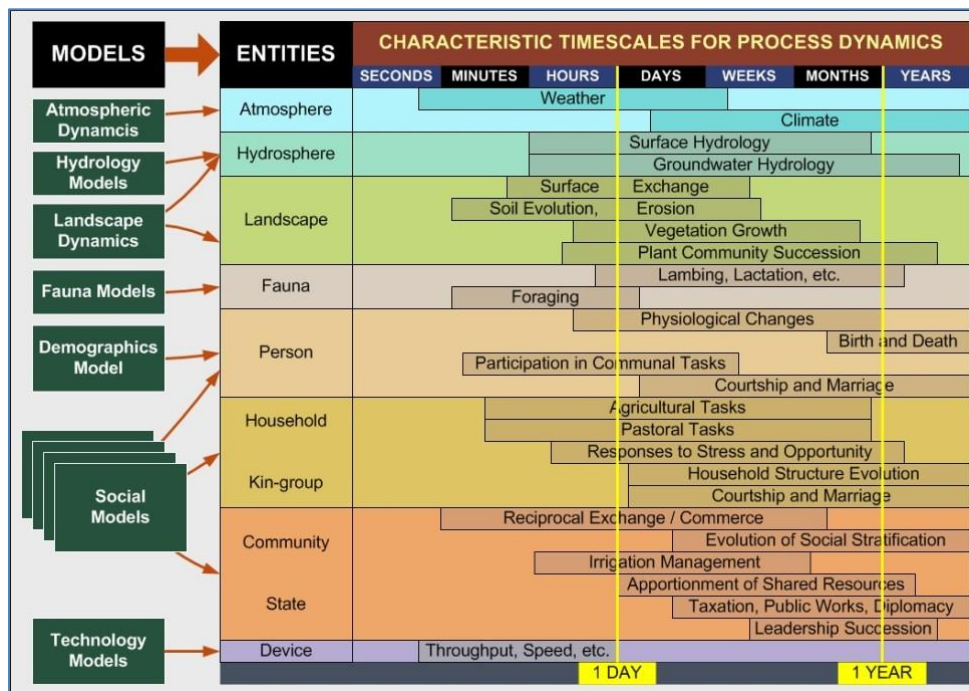 MODELS
ENTITIES
CHARACTERISTIC TIMESCALES FOR PROCESS DYNAMICS
SECONDS MINUTES HOURS DAYS WEEKS MONTHS YEARS
Atmospheric
Dynamcis
Hydrology
Models
Landscape
Dynamics
Fauna Models
Demographics
Model
Social
Models
Technology
Models
Atmosphere
Weather
Climate
Hydrosphere
Surface Hydrology
Groundwater Hydrology
Landscape
Surface Exchange
Soil Evolution, Erosion
Vegetation Growth
Plant Community Succession
Fauna
Lambing, Lactation, etc.
Foraging
Person
Physiological Changes
Birth and Death
Participation in Communal Tasks
Courtship and Marriage
Household
Kin-group
Agricultural Tasks
Pastoral Tasks
Responses to Stress and Opportunity
Household Structure Evolution
Courtship and Marriage
Community
State
Reciprocal Exchange / Commerce
Evolution of Social Stratification
Irrigation Management
Apportionment of Shared Resources
Taxation, Public Works, Diplomacy
Leadership Succession
Device
Throughput, Speed, etc.
1 DAY
1 YEAR